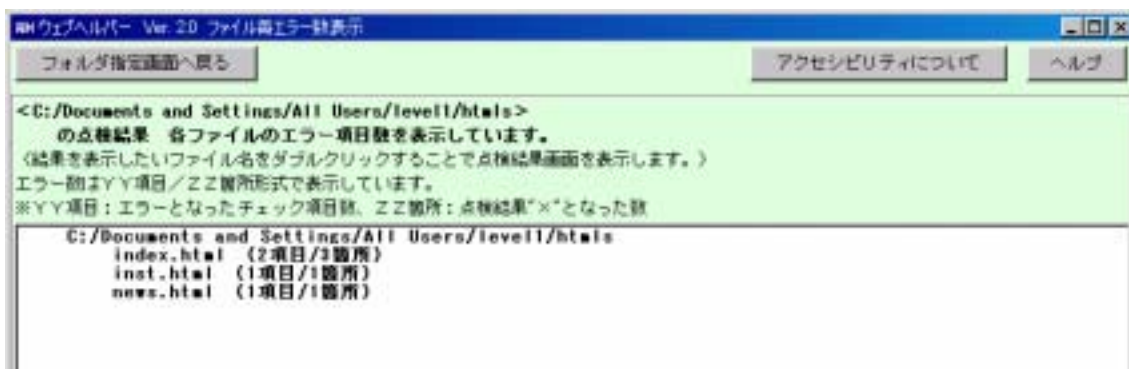 ウェブヘルパー Ver. 2.0 ファイル毎エラー数表示
フォルダ指定画面へ戻る
アクセシビリティについて
ヘルプ
<C:/Documents and Settings/All Users/level1/htmls>
の点検結果 各ファイルのエラー項目数を表示しています。
(結果を表示したいファイル名をダブルクリックすることで点検結果画面を表示します。)
エラー数はYY項目/ZZ箇所形式で表示しています。
※YY項目:エラーとなったチェック項目数、ZZ箇所:点検結果"×"となった数
C:/Documents and Settings/All Users/level1/htmls
index.html (2項目/3箇所)
inst.html (1項目/1箇所)
news.html (1項目/1箇所)